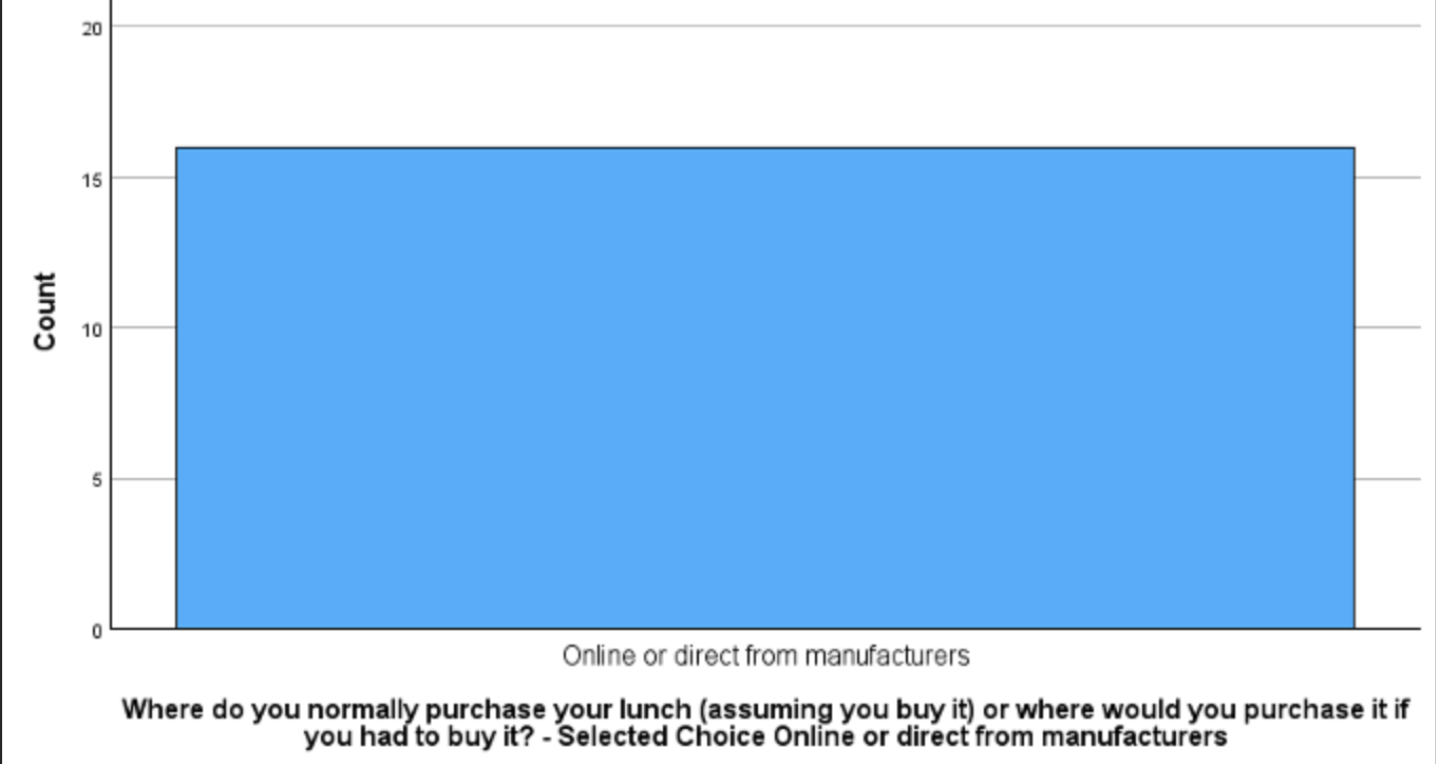 20
15
10
5
0
Count
Online or direct from manufacturers
Where do you normally purchase your lunch (assuming you buy it) or where would you purchase it if
you had to buy it? - Selected Choice Online or direct from manufacturers